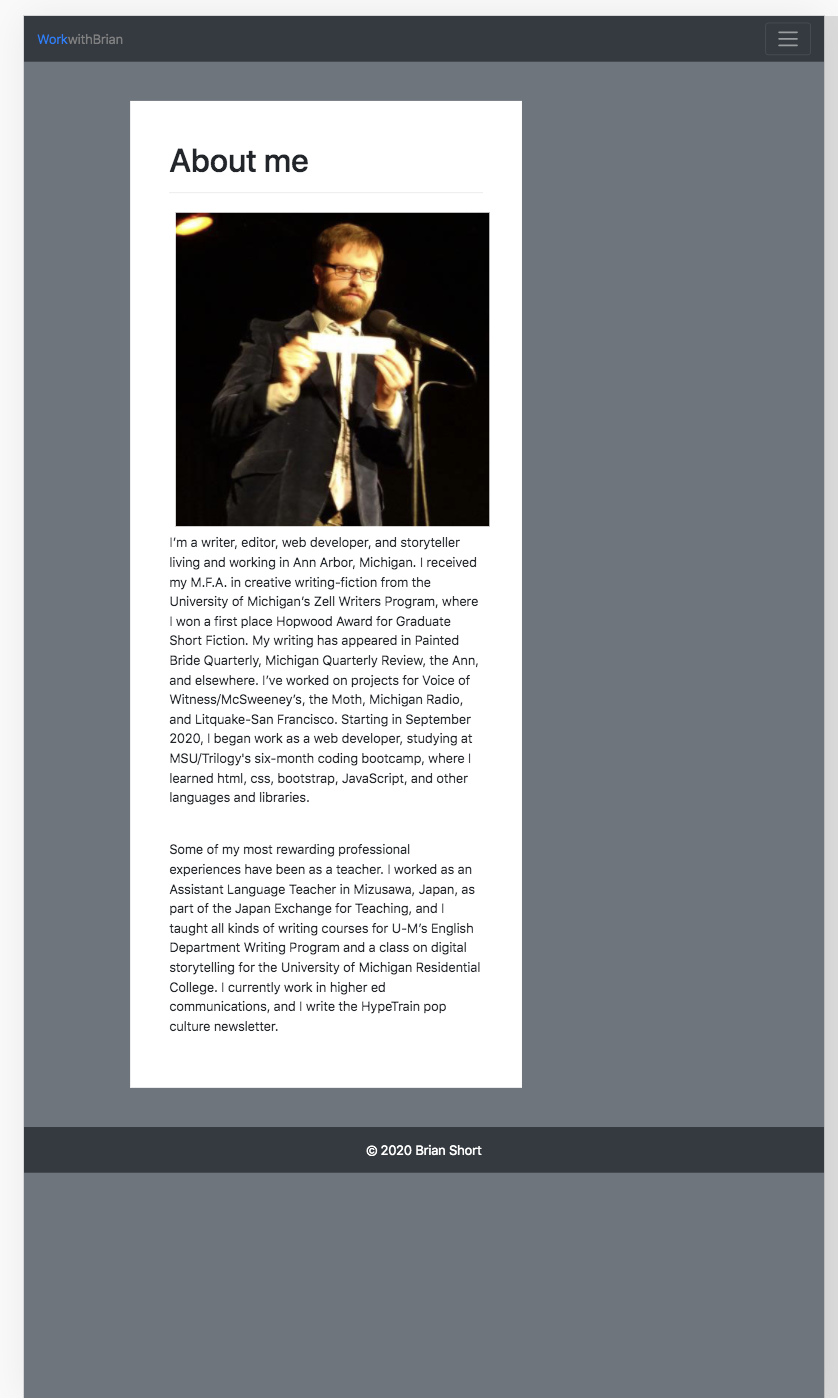 WorkwithBrian
About me
I’m a writer, editor, web developer, and storyteller
living and working in Ann Arbor, Michigan. I received
my M.F.A. in creative writing-fiction from the
University of Michigan’s Zell Writers Program, where
I won a first place Hopwood Award for Graduate
Short Fiction. My writing has appeared in Painted
Bride Quarterly, Michigan Quarterly Review, the Ann,
and elsewhere. I’ve worked on projects for Voice of
Witness/McSweeney’s, the Moth, Michigan Radio,
and Litquake-San Francisco. Starting in September
2020, I began work as a web developer, studying at
MSU/Trilogy's six-month coding bootcamp, where I
learned html, css, bootstrap, JavaScript, and other
languages and libraries.
Some of my most rewarding professional
experiences have been as a teacher. I worked as an
Assistant Language Teacher in Mizusawa, Japan, as
part of the Japan Exchange for Teaching, and I
taught all kinds of writing courses for U-M’s English
Department Writing Program and a class on digital
storytelling for the University of Michigan Residential
College. I currently work in higher ed
communications, and I write the HypeTrain pop
culture newsletter.
© 2020 Brian Short